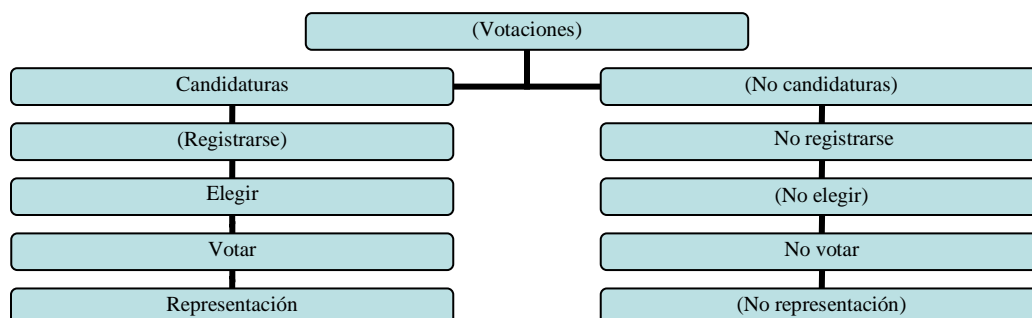 (Votaciones)
Candidaturas
(No candidaturas)
(Registrarse)
No registrarse
Elegir
(No elegir)
Votar
No votar
Representación
(No representación)